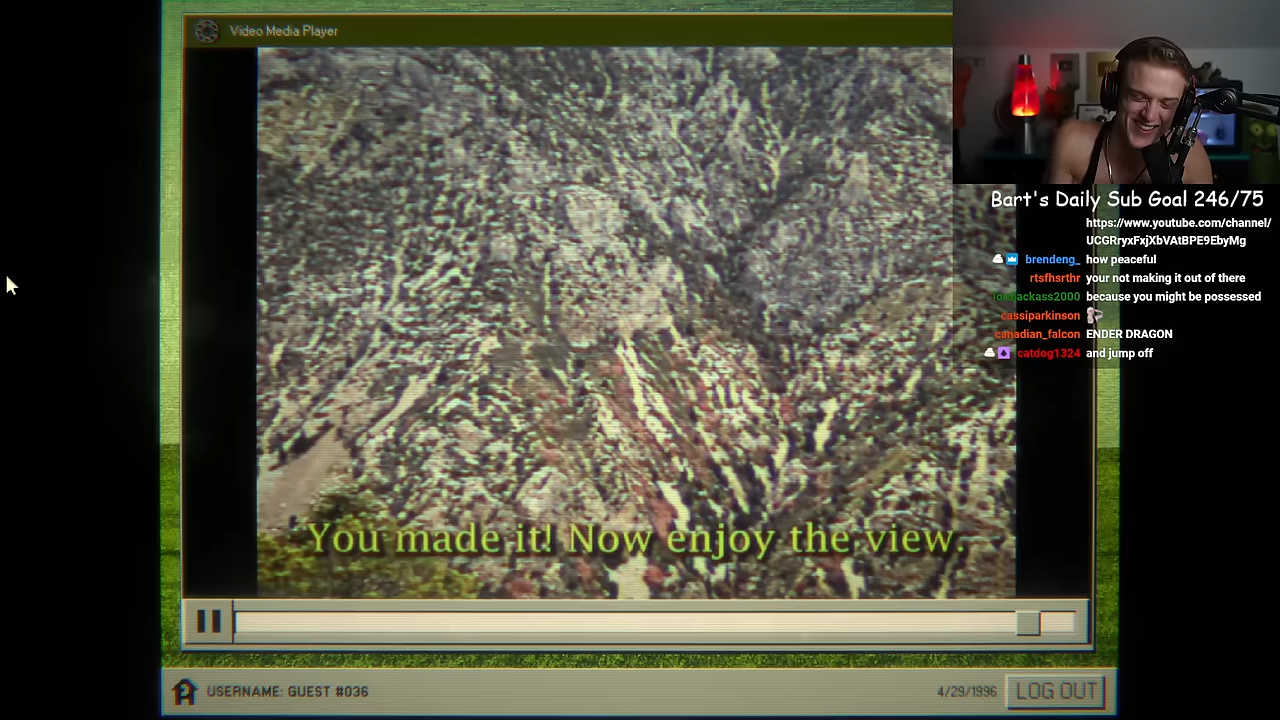 Video Media Player
Bart's Daily Sub Goal 246/75
https://www.youtube.com/channel/
UCGRryxFxjXbVAtBPE9EbyMg
brendeng_ how peaceful
rtsfhsrthr your not making it out of there
because you might be possessed
cassiparkinson
canadian_falcon ENDER DRAGON
catdog1324 and jump off
You made it! Now enjoy the view.
USERNAME: GUEST #036
4/29/1996
LOG OUT